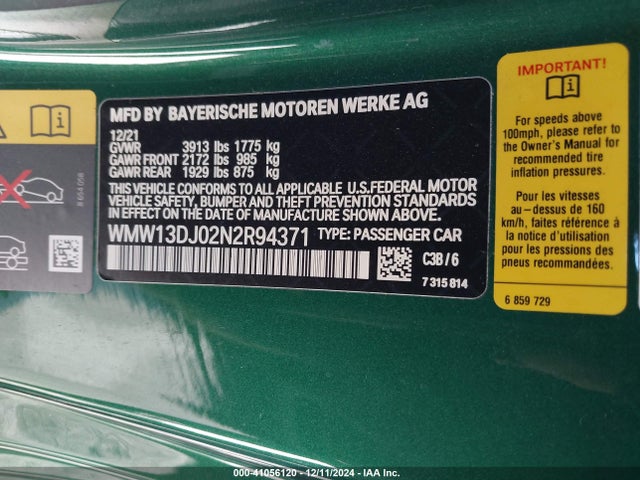 MFD BY BAYERISCHE MOTOREN WERKE AG
12/21
GVWR 3913 lbs 1775 kg
GAWR FRONT 2172 lbs 985 kg
GAWR REAR 1929 lbs 875 kg
THIS VEHICLE CONFORMS TO ALL APPLICABLE U.S.FEDERAL MOTOR
VEHICLE SAFETY, BUMPER AND THEFT PREVENTION STANDARDS
IN EFFECT ON THE DATE OF MANUFACTURE SHOWN ABOVE.
WMW13DJ02N2R94371 TYPE: PASSENGER CAR
C3B / 6
7 315 814
8 654 058
IMPORTANT!
For speeds above
100mph, please refer to
the Owner's Manual for
recommended tire
inflation pressures.
Pour les vitesses
au-dessus de 160
km/h, faites référence à
la notice d'utilisation
pour les pressions des
pneus recommandées.
6 859 729
000-41056120 - 12/11/2024 - IAA Inc.